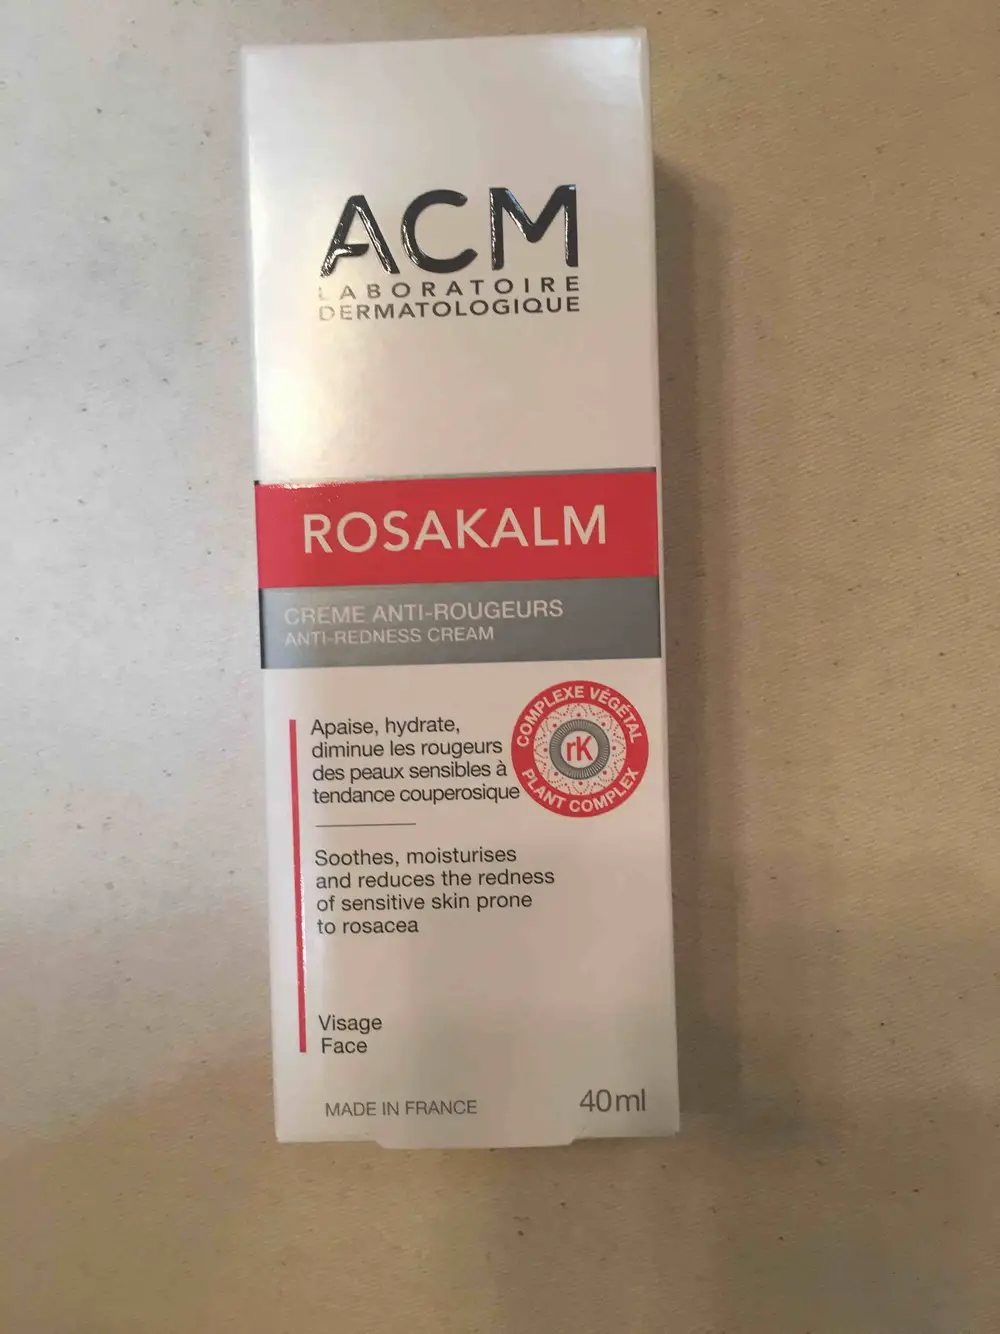 ACM
LABORATOIRE
DERMATOLOGIQUE
ROSAKALM
CRÈME ANTI-ROUGEURS
ANTI-REDNESS CREAM
Apaise, hydrate,
diminue les rougeurs
des peaux sensibles à
tendance couperosique
COMPLEXE VÉGÉTAL
rK
PLANT COMPLEX
Soothes, moisturises
and reduces the redness
of sensitive skin prone
to rosacea
Visage
Face
MADE IN FRANCE
40ml